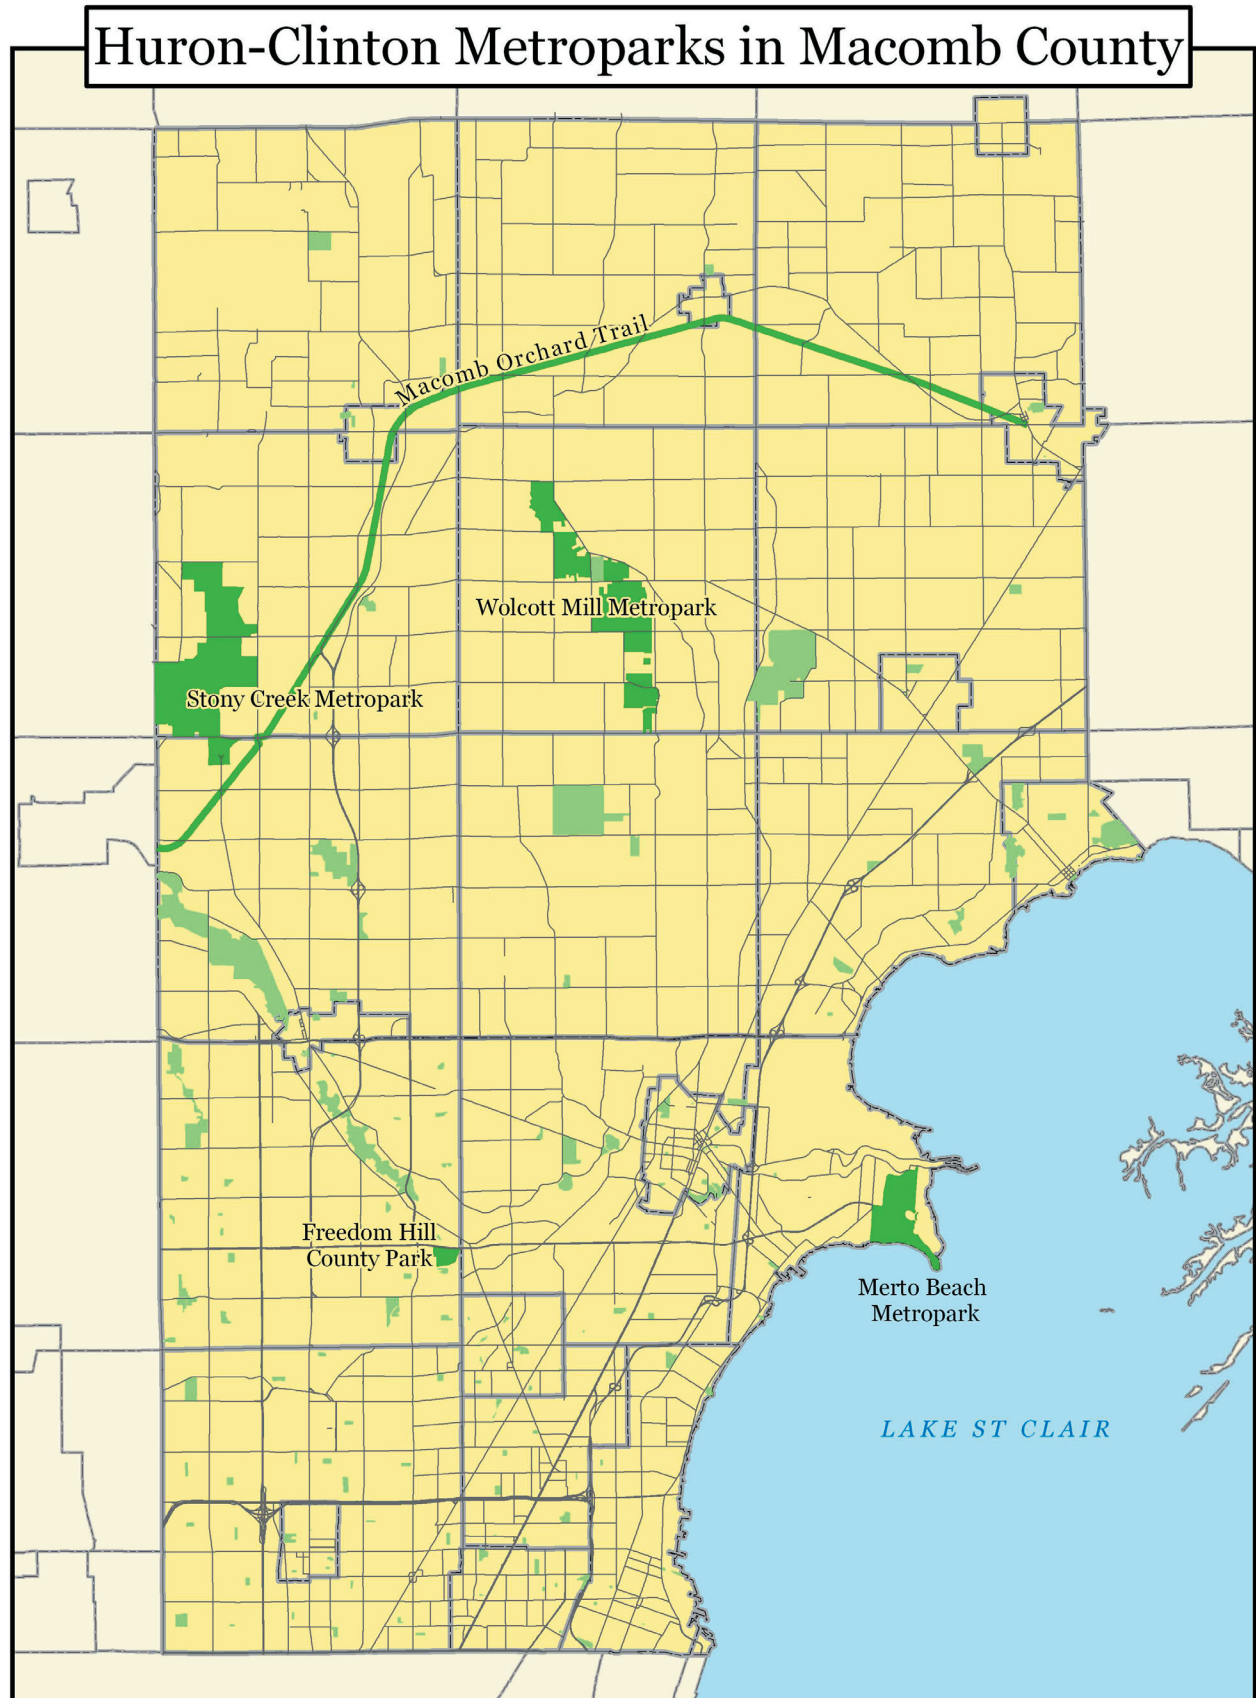 Huron-Clinton Metroparks in Macomb County
Macomb Orchard Trail
Wolcott Mill Metropark
Stony Creek Metropark
Freedom Hill
County Park
Merto Beach
Metropark
LAKE ST CLAIR